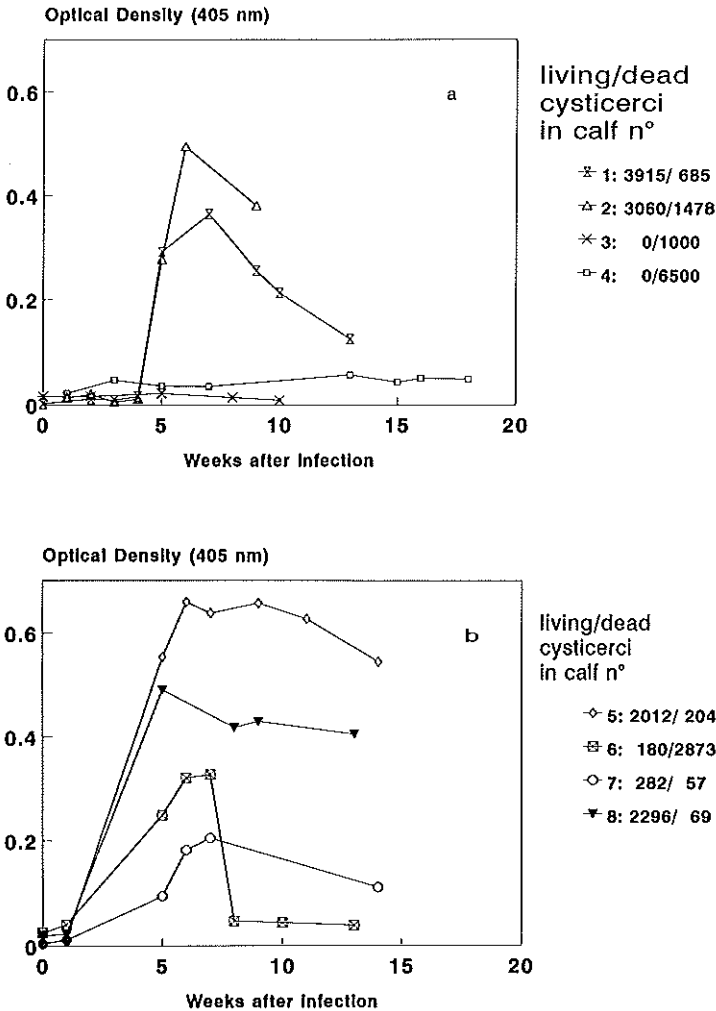 Optical Density (405 nm)
0.6
0.4
0.2
0
0 5 10 15 20
Weeks after Infection
a
living/dead
cysticerci
in calf nº
1: 3915/ 685
2: 3060/1478
3: 0/1000
4: 0/6500
Optical Density (405 nm)
0.6
0.4
0.2
0
0 5 10 15 20
Weeks after Infection
b
living/dead
cysticerci
in calf nº
5: 2012/ 204
6: 180/2873
7: 282/ 57
8: 2296/ 69